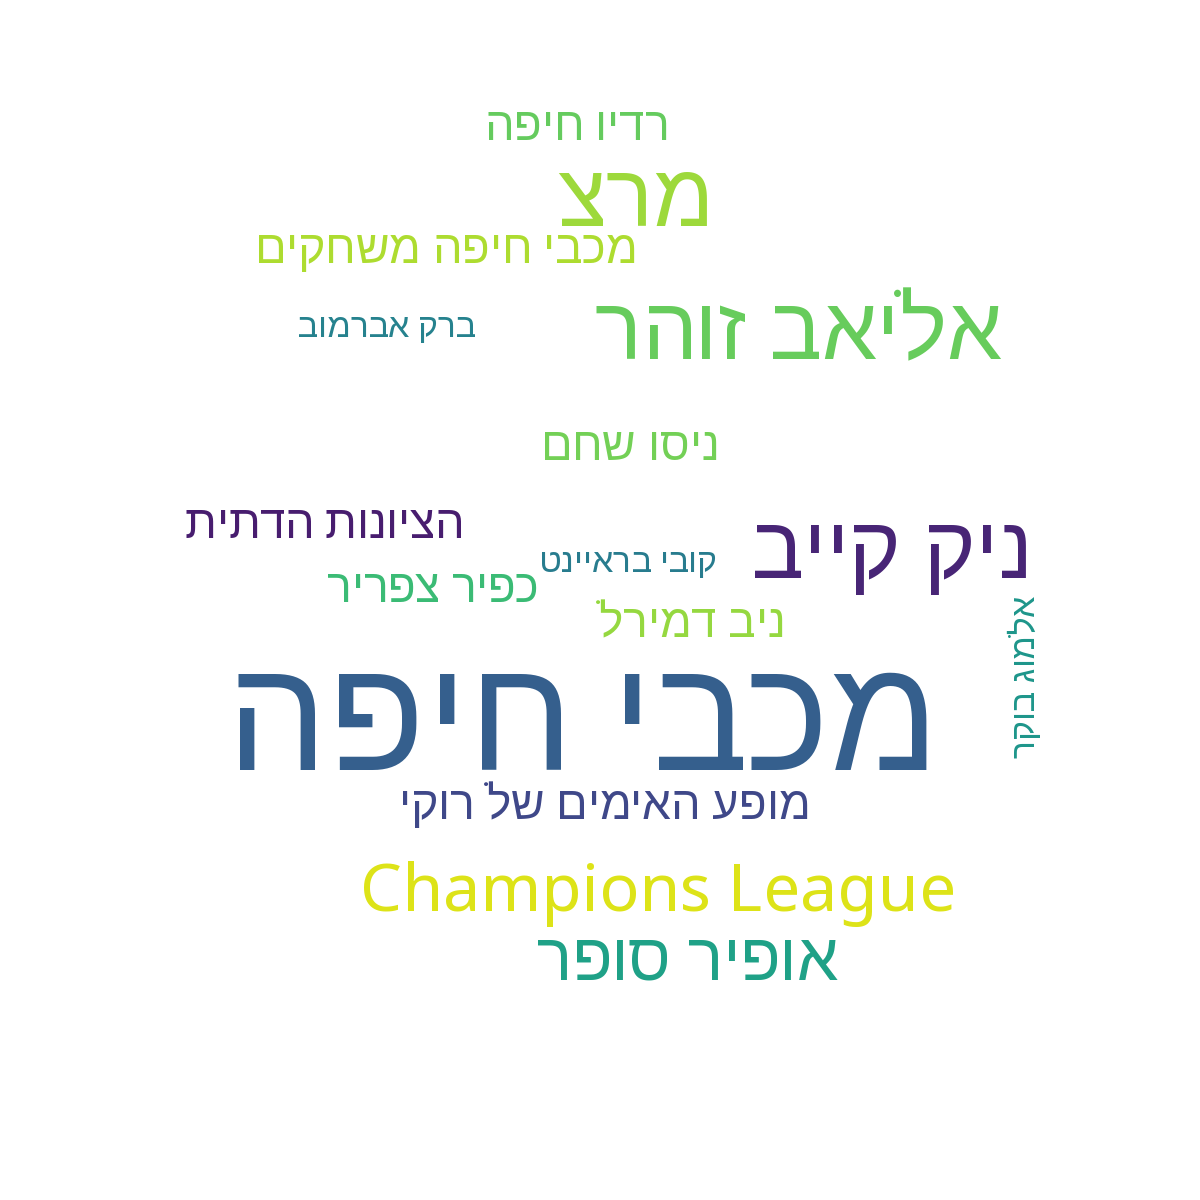 רדיו חיפה
מרצ
מכבי חיפה משחקים
אליאב זוהר
ברק אברמוב
ניסו שחם
הציונות הדתית
ניק קייב
קובי בראיינט
כפיר צפריר
ניב דמירל
אלמוג בוקר
מכבי חיפה
מופע האימים של רוקי
Champions League
אופיר סופר